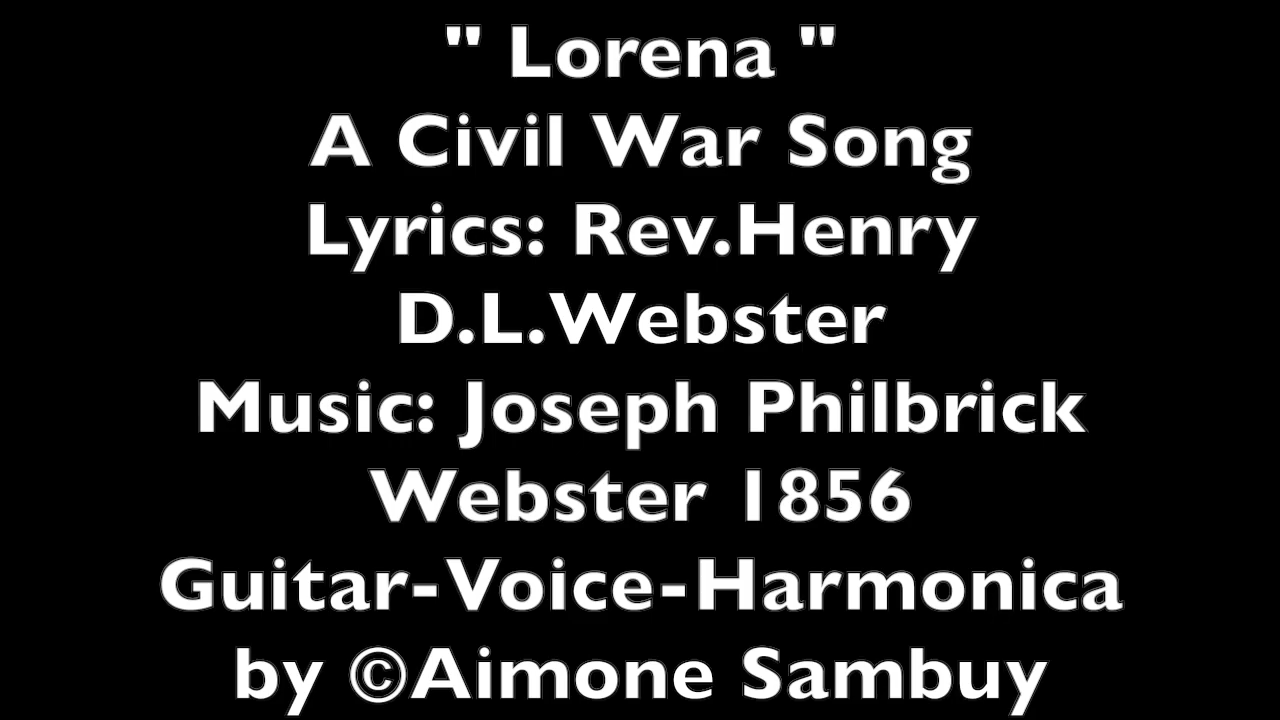 " Lorena "
A Civil War Song
Lyrics: Rev.Henry
D.L.Webster
Music: Joseph Philbrick
Webster 1856
Guitar-Voice-Harmonica
by ©Aimone Sambuy